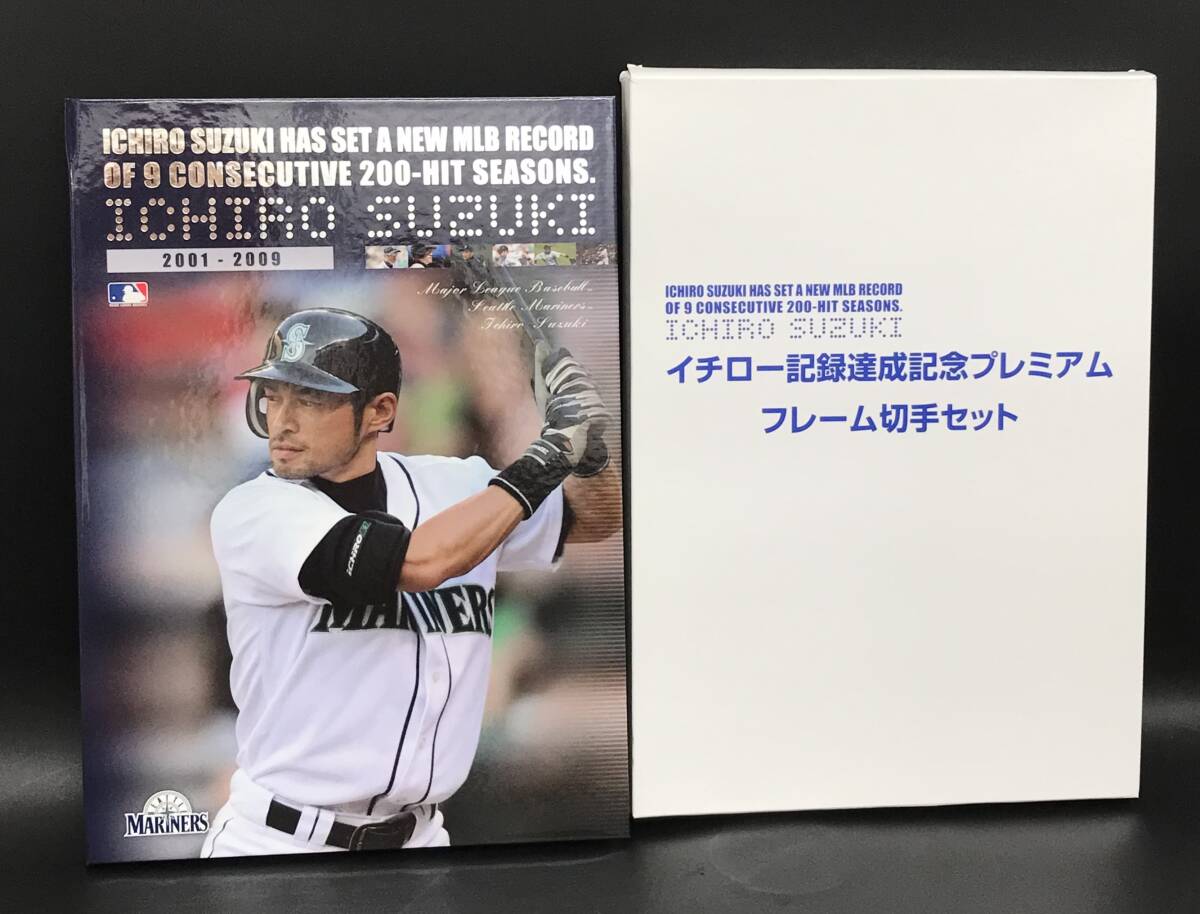 ICHIRO SUZUKI HAS SET A NEW MLB RECORD
OF 9 CONSECUTIVE 200-HIT SEASONS.
ICHIRO SUZUKI
2001 - 2009
Major League Baseball
Seattle Mariners
Ichiro Suzuki
S
ICHIRO
MARINERS
MARINERS
ICHIRO SUZUKI HAS SET A NEW MLB RECORD
OF 9 CONSECUTIVE 200-HIT SEASONS.
ICHIRO SUZUKI
イチロー記録達成記念プレミアム
フレーム切手セット